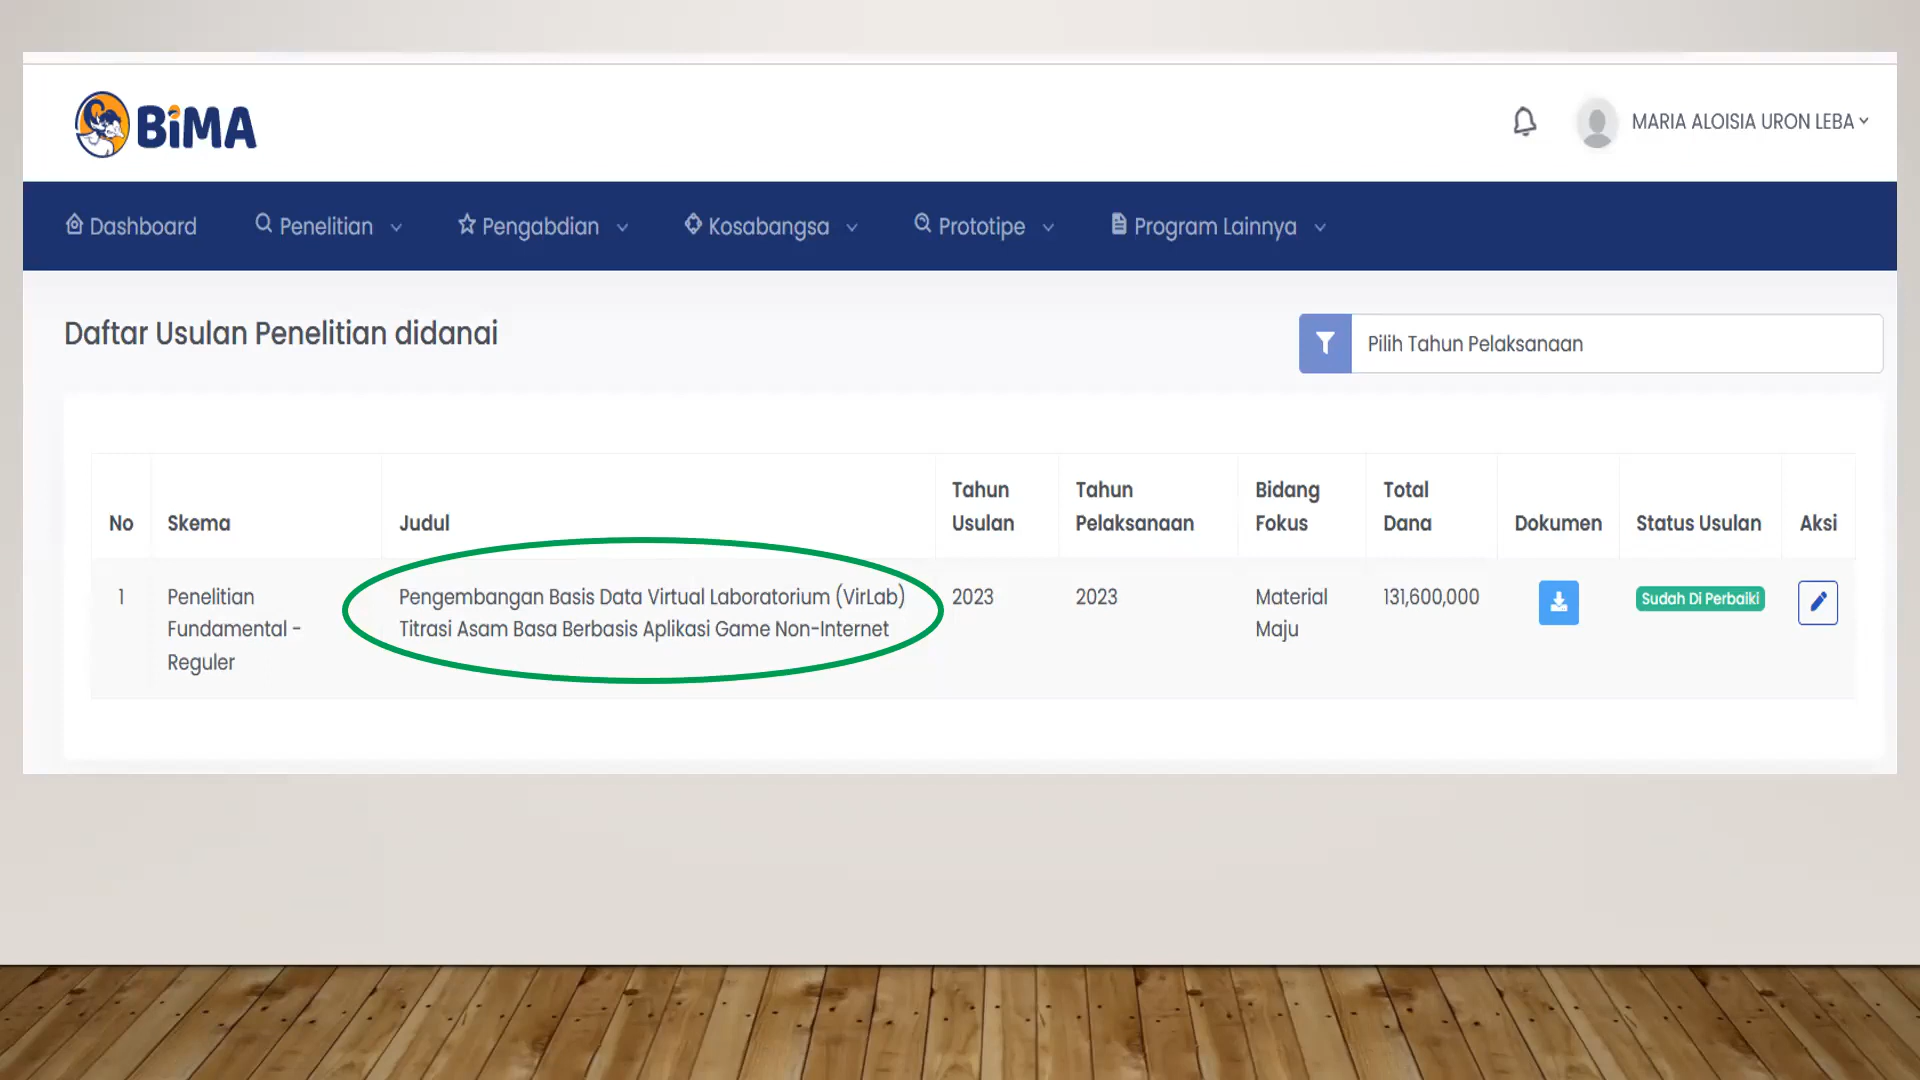 BiMA
MARIA ALOISIA URON LEBA
Dashboard
Penelitian
Pengabdian
Kosabangsa
Prototipe
Program Lainnya
Daftar Usulan Penelitian didanai
Pilih Tahun Pelaksanaan
No
Skema
Judul
Tahun
Usulan
Tahun
Pelaksanaan
Bidang
Fokus
Total
Dana
Dokumen
Status Usulan
Aksi
1
Penelitian
Fundamental -
Reguler
Pengembangan Basis Data Virtual Laboratorium (VirLab)
Titrasi Asam Basa Berbasis Aplikasi Game Non-Internet
2023
2023
Material
Maju
131,600,000
Sudah Di Perbaiki